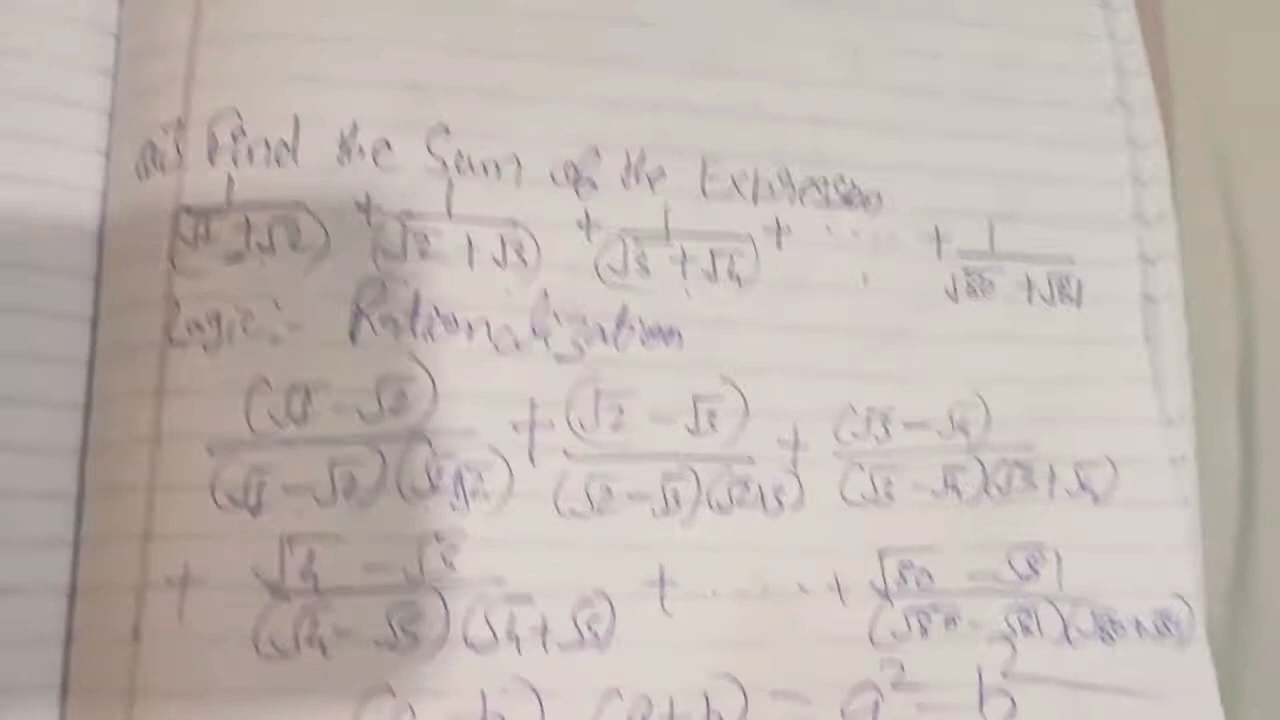 Find the Sum of the Expression
1/(√1 + √2) + 1/(√2 + √3) + 1/(√3 + √4) + ..... + 1/(√80 + √81)
Logic:- Rationalization
(√1 - √2)/((√1 - √2)(√1+√2)) + (√2 - √3)/((√2 - √3)(√2+√3)) + (√3 - √4)/((√3 - √4)(√3 + √4))
+ (√4 - √5)/((√4 - √5)(√4 + √5)) + ..... + (√80 - √81)/((√80 - √81)(√80+√81))
(a - b) (a+b) = a² - b²